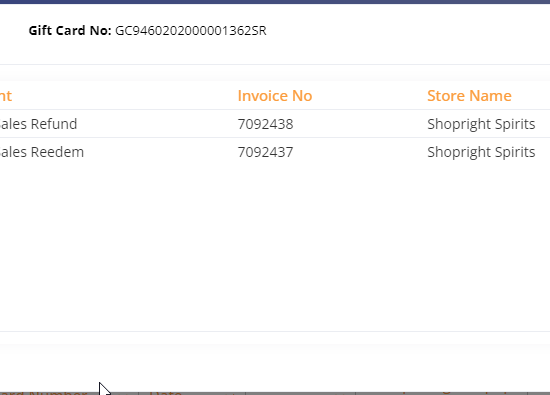 Gift Card No: GC9460202000001362SR
nt Invoice No Store Name
ales Refund 7092438 Shopright Spirits
ales Reedem 7092437 Shopright Spirits